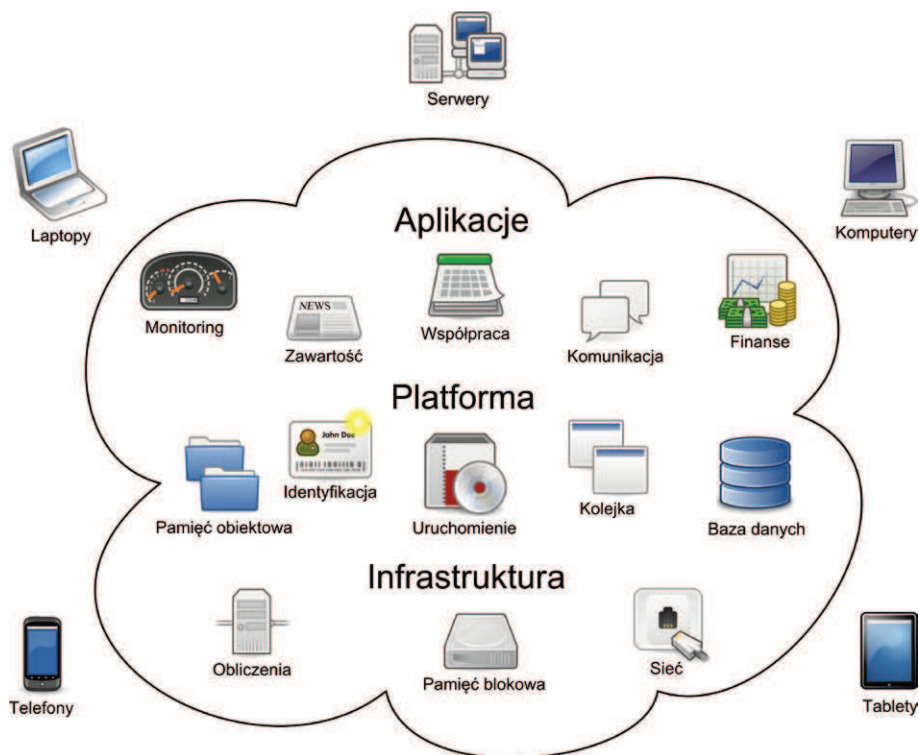 Serwery
Laptopy
Komputery
Aplikacje
Monitoring
NEWS
Zawartość
Współpraca
Komunikacja
Finanse
Platforma
John Doe
Pamięć obiektowa
Identyfikacja
Uruchomienie
Kolejka
Baza danych
Infrastruktura
Obliczenia
Pamięć blokowa
Sieć
Telefony
Tablety